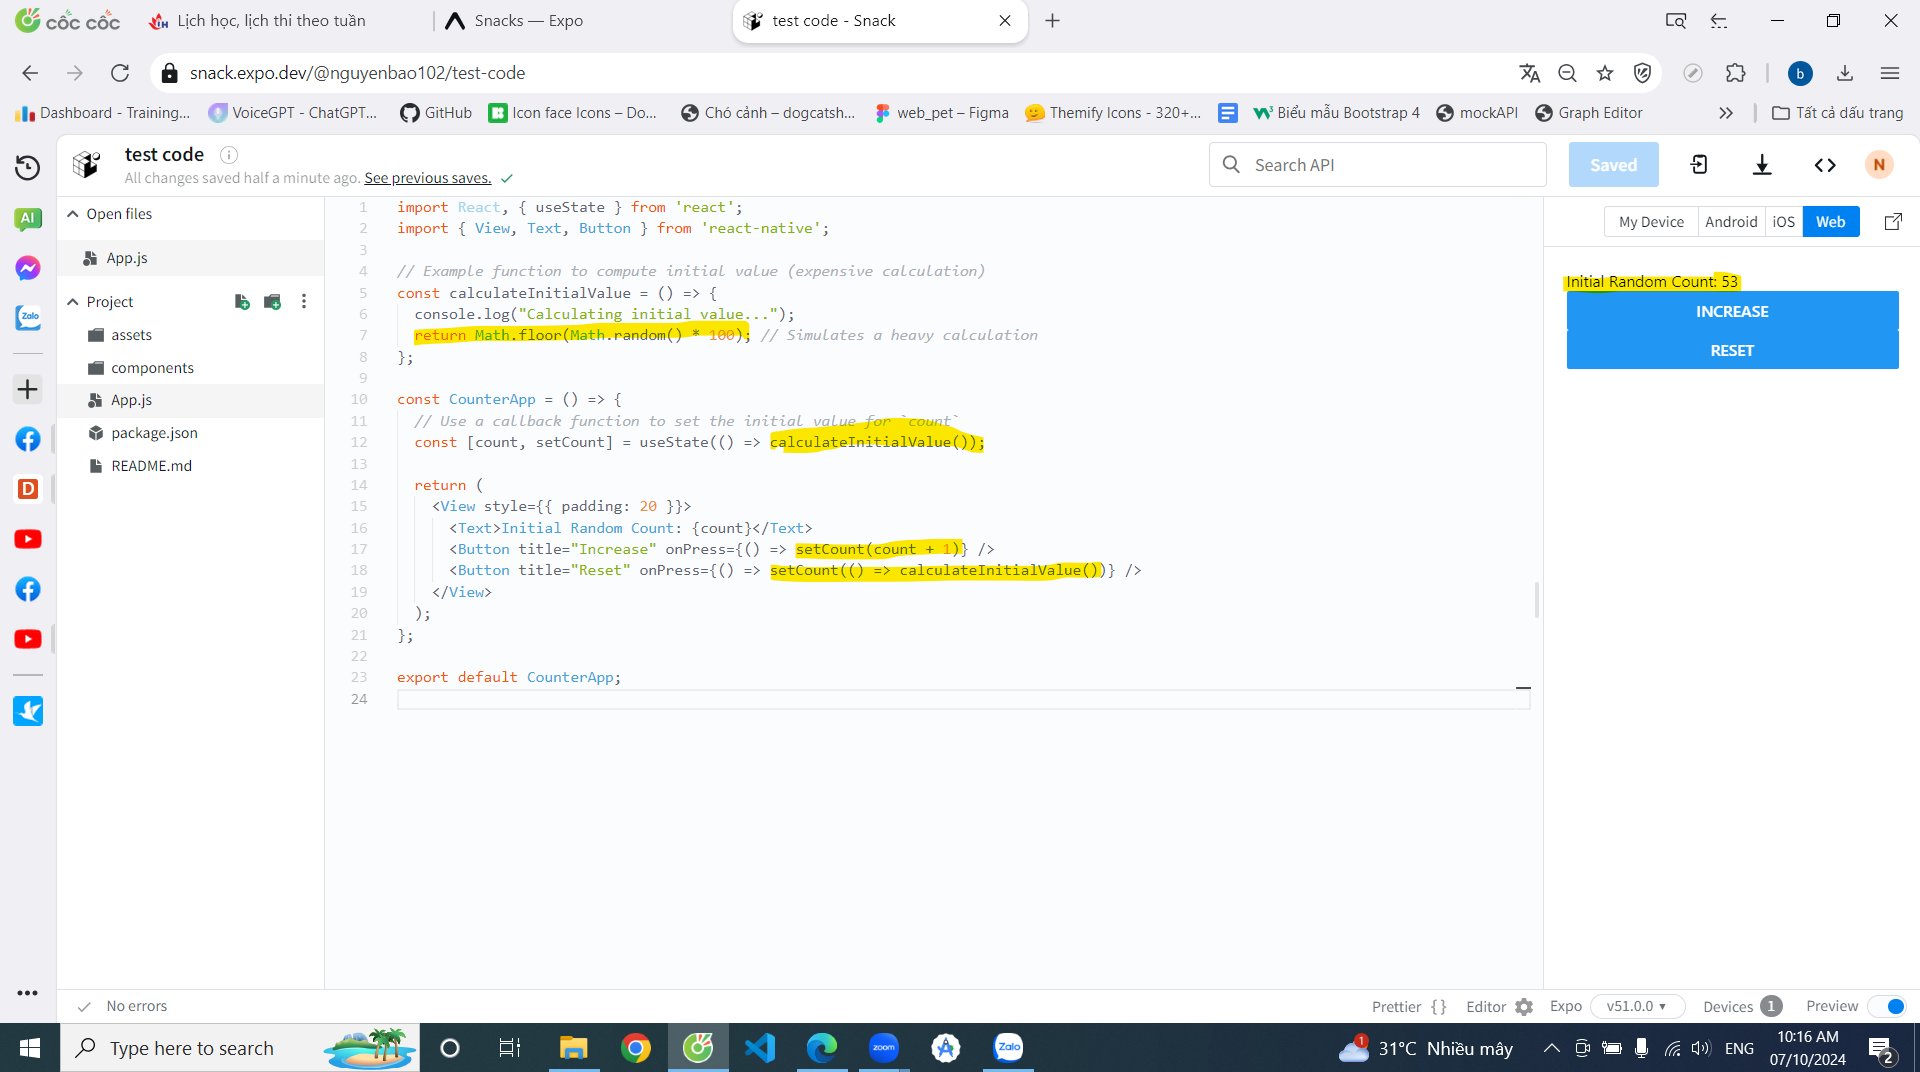 cốc cốc
Lịch học, lịch thi theo tuần
Snacks — Expo
test code - Snack
snack.expo.dev/@nguyenbao102/test-code
b
Dashboard - Training...
VoiceGPT - ChatGPT...
GitHub
Icon face Icons – Do...
Chó cảnh – dogcatsh...
web_pet – Figma
Themify Icons - 320+...
Biểu mẫu Bootstrap 4
mockAPI
Graph Editor
Tất cả dấu trang
test code
All changes saved half a minute ago. See previous saves.
Search API
Saved
N
AI
Zalo
D
Open files
App.js
Project
assets
components
App.js
package.json
README.md
1 import React, { useState } from 'react';
2 import { View, Text, Button } from 'react-native';
3
4 // Example function to compute initial value (expensive calculation)
5 const calculateInitialValue = () => {
6 console.log("Calculating initial value...");
7 return Math.floor(Math.random() * 100); // Simulates a heavy calculation
8 };
9
10 const CounterApp = () => {
11 // Use a callback function to set the initial value for `count`
12 const [count, setCount] = useState(() => calculateInitialValue());
13
14 return (
15 <View style={{ padding: 20 }}>
16 <Text>Initial Random Count: {count}</Text>
17 <Button title="Increase" onPress={() => setCount(count + 1)} />
18 <Button title="Reset" onPress={() => setCount(() => calculateInitialValue())} />
19 </View>
20 );
21 };
22
23 export default CounterApp;
24
My Device
Android
iOS
Web
Initial Random Count: 53
INCREASE
RESET
No errors
Prettier { }
Editor
Expo
v51.0.0
Devices 1
Preview
Type here to search
zoom
Zalo
1
31°C Nhiều mây
ENG
10:16 AM
07/10/2024
2